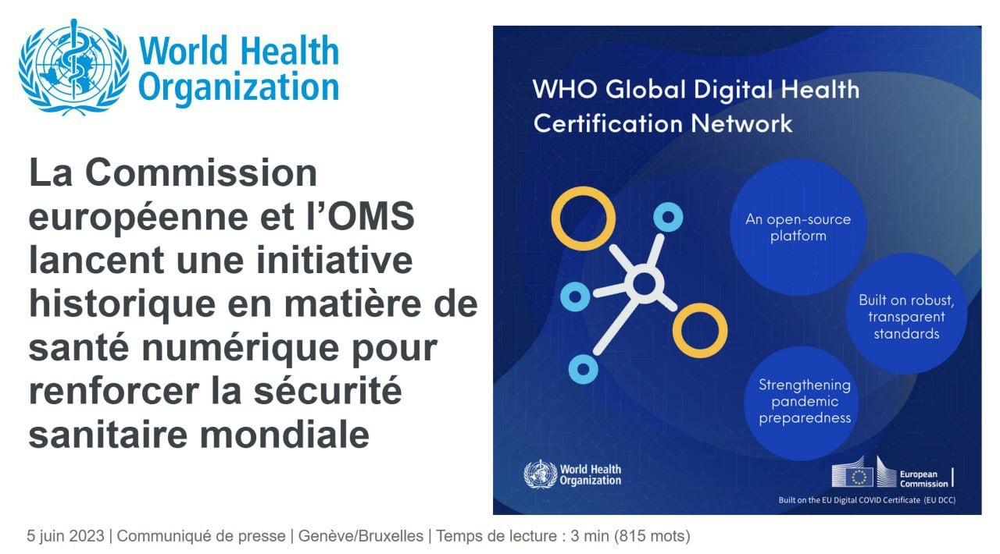 World Health
Organization
La Commission
européenne et l’OMS
lancent une initiative
historique en matière de
santé numérique pour
renforcer la sécurité
sanitaire mondiale
WHO Global Digital Health
Certification Network
An open-source
platform
Built on robust,
transparent
standards
Strengthening
pandemic
preparedness
World Health
Organization
European
Commission
Built on the EU Digital COVID Certificate (EU DCC)
5 juin 2023 | Communiqué de presse | Genève/Bruxelles | Temps de lecture : 3 min (815 mots)